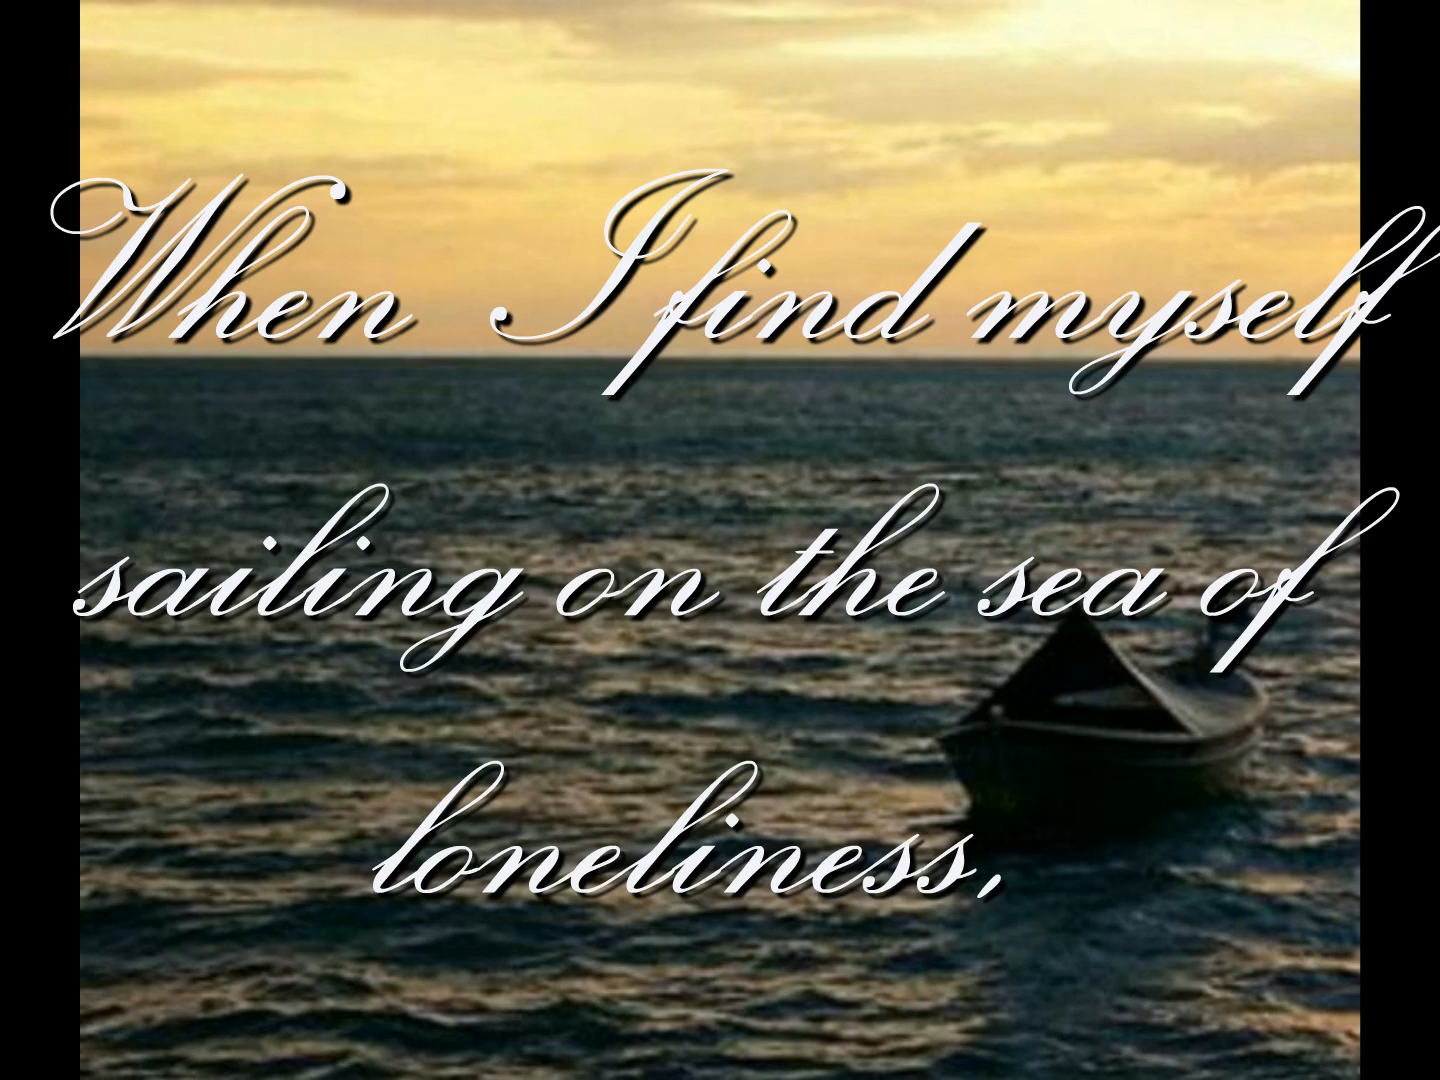 When I find myself
sailing on the sea of
loneliness,